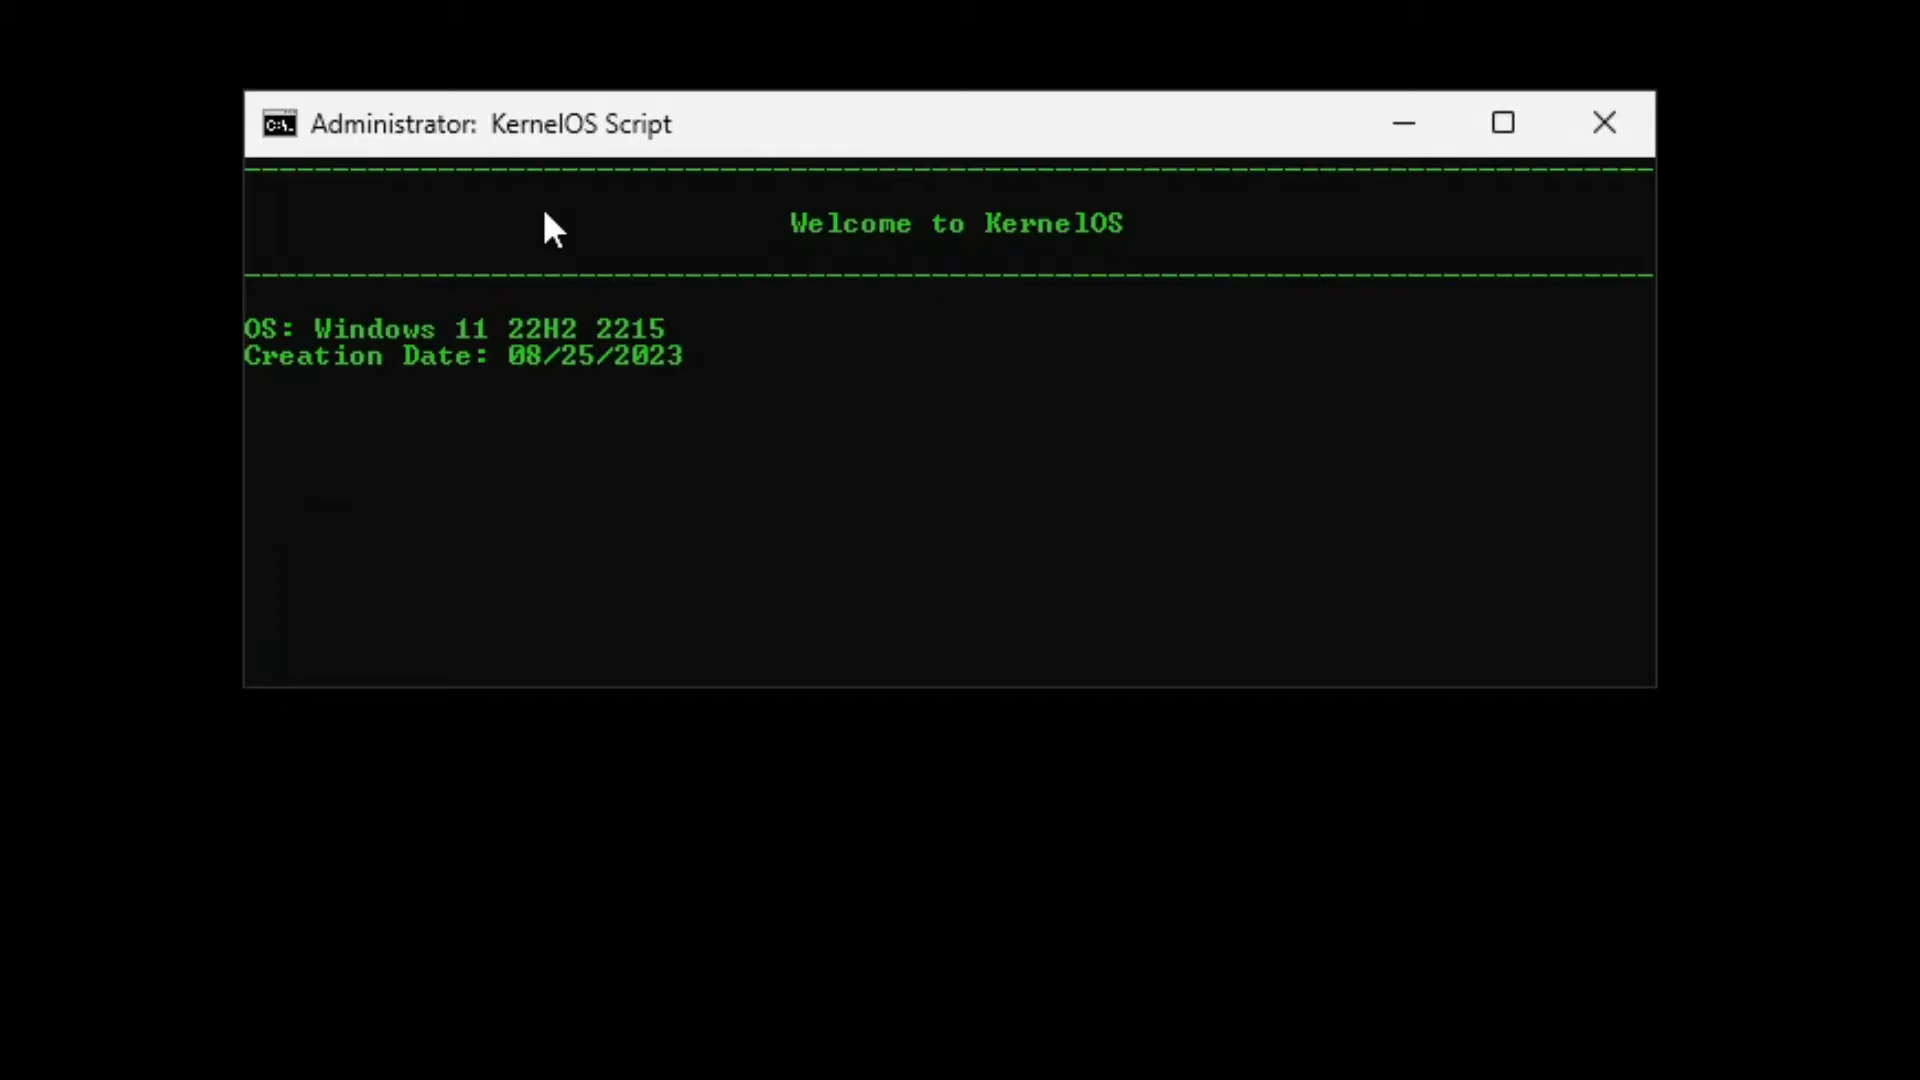 Administrator:  KernelOS Script
Welcome to KernelOS
OS: Windows 11 22H2 2215
Creation Date: 08/25/2023